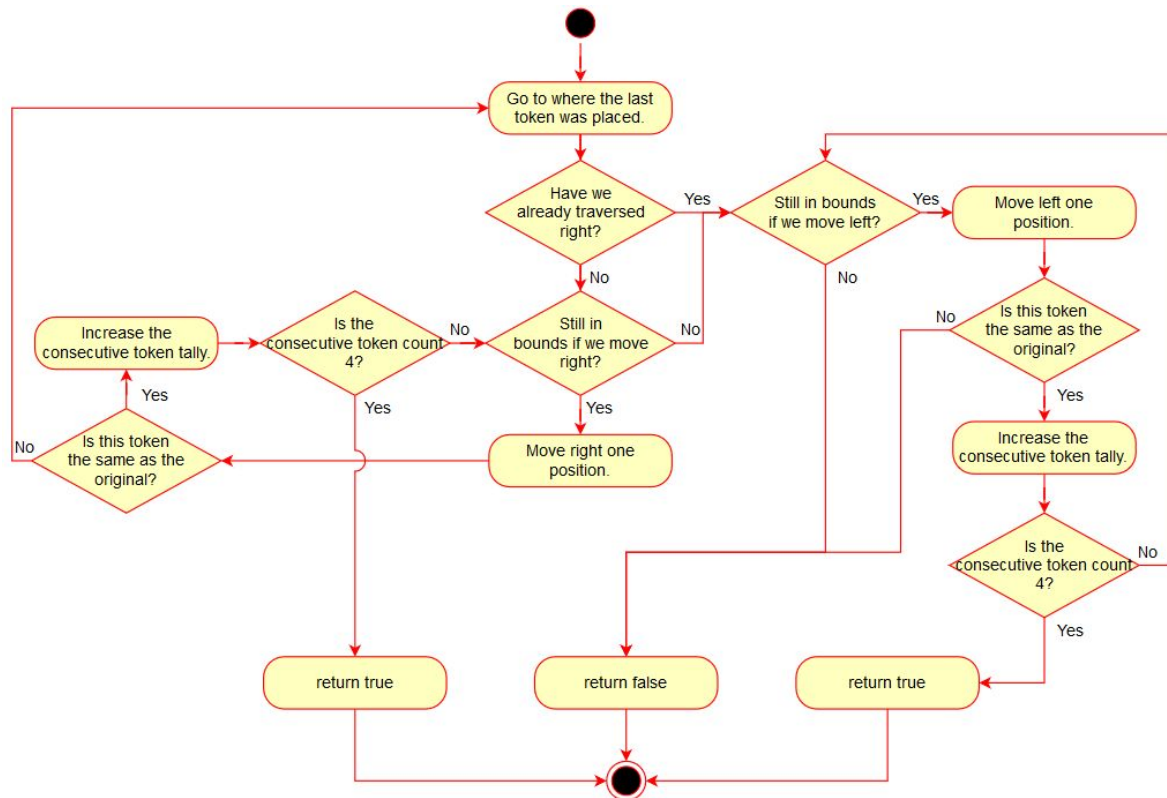 Go to where the last
token was placed.
Have we
already traversed
right?
Yes
No
Still in bounds
if we move left?
Yes
No
Move left one
position.
Increase the
consecutive token tally.
Is the
consecutive token count
4?
No
Yes
Still in
bounds if we move
right?
No
Yes
Is this token
the same as the
original?
No
Yes
Is this token
the same as the
original?
Yes
No
Move right one
position.
Increase the
consecutive token tally.
Is the
consecutive token count
4?
No
Yes
return true
return false
return true